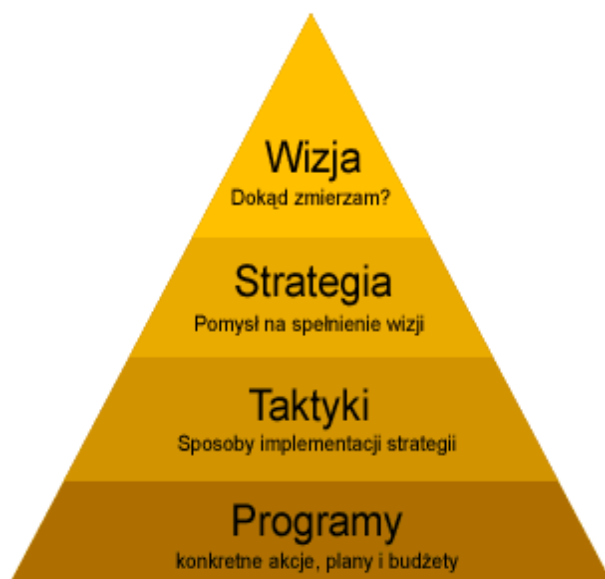 Wizja
Dokąd zmierzam?
Strategia
Pomysł na spełnienie wizji
Taktyki
Sposoby implementacji strategii
Programy
konkretne akcje, plany i budżety